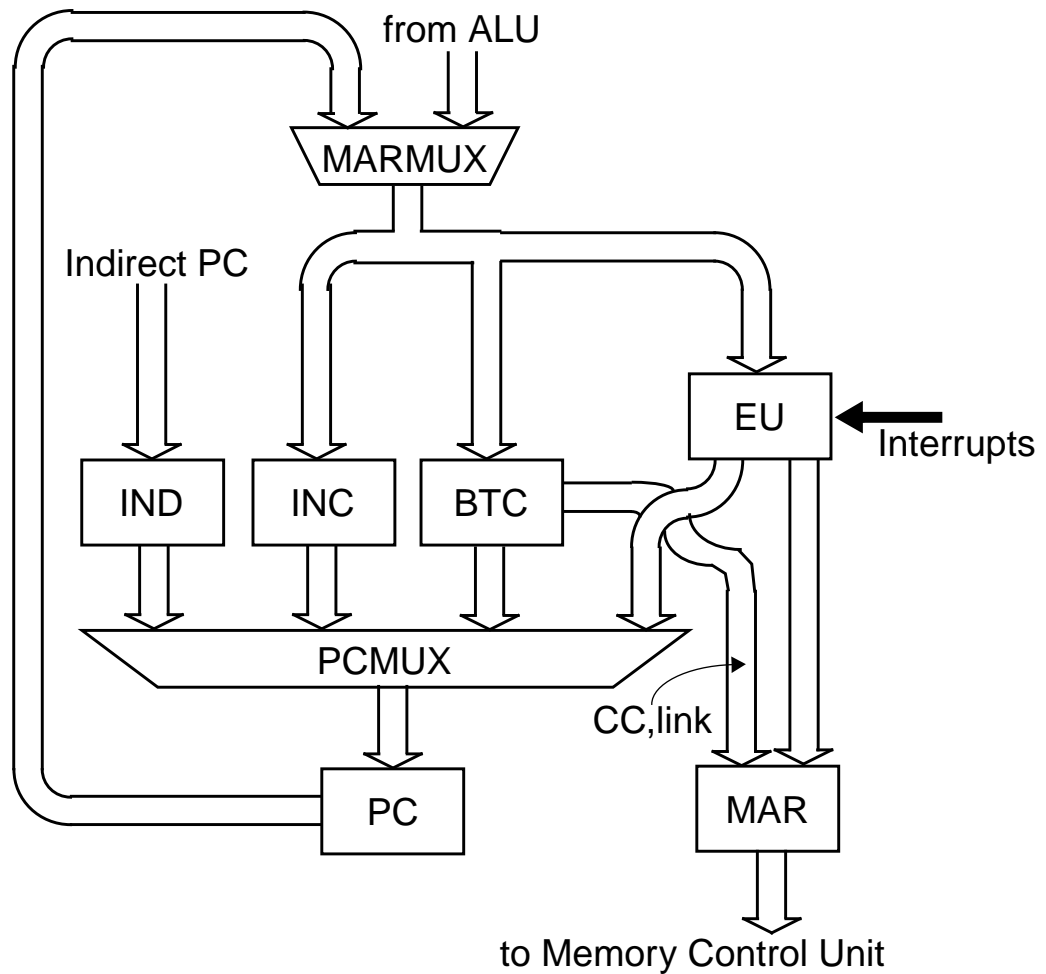 from ALU
MARMUX
Indirect PC
EU
Interrupts
IND
INC
BTC
PCMUX
CC,link
PC
MAR
to Memory Control Unit